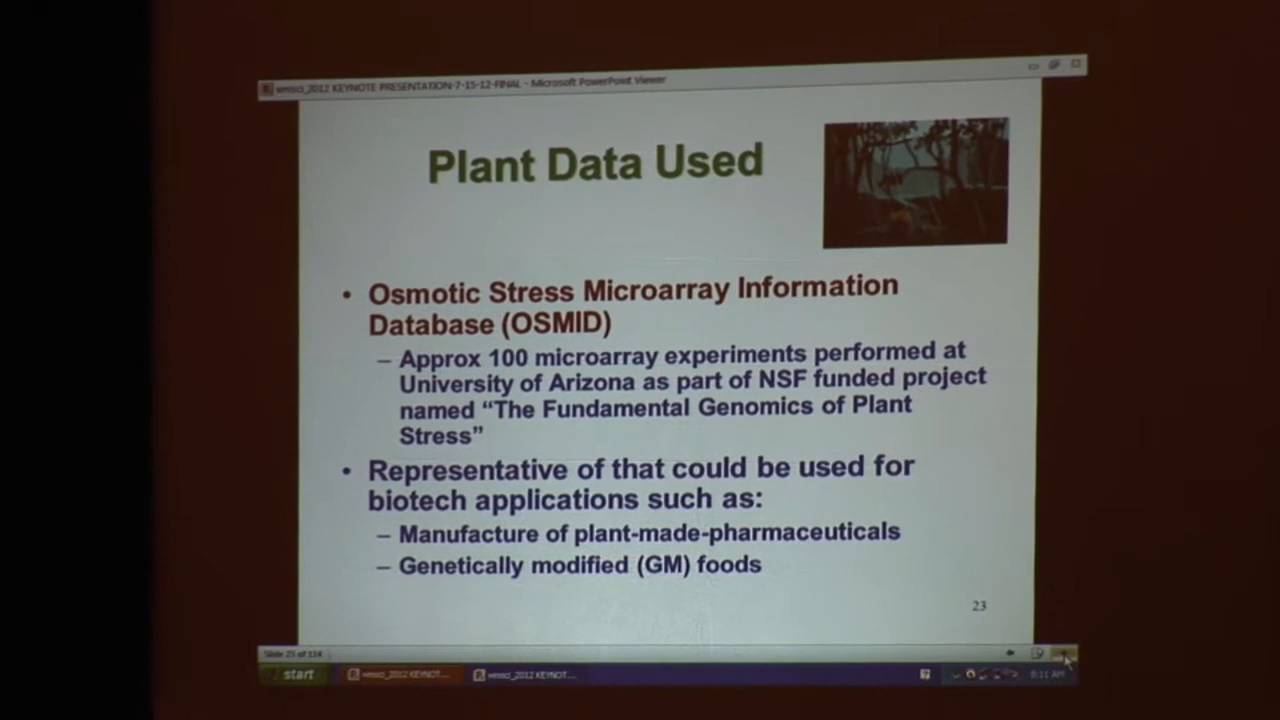 wmsci_2012 KEYNOTE PRESENTATION-7-15-12-FINAL - Microsoft PowerPoint Viewer
Plant Data Used
• Osmotic Stress Microarray Information
Database (OSMID)
– Approx 100 microarray experiments performed at
University of Arizona as part of NSF funded project
named “The Fundamental Genomics of Plant
Stress”
• Representative of that could be used for
biotech applications such as:
– Manufacture of plant-made-pharmaceuticals
– Genetically modified (GM) foods
23
Slide 23 of 114
start
wmsci_2012 KEYNOT...
wmsci_2012 KEYNOT...
8:11 AM